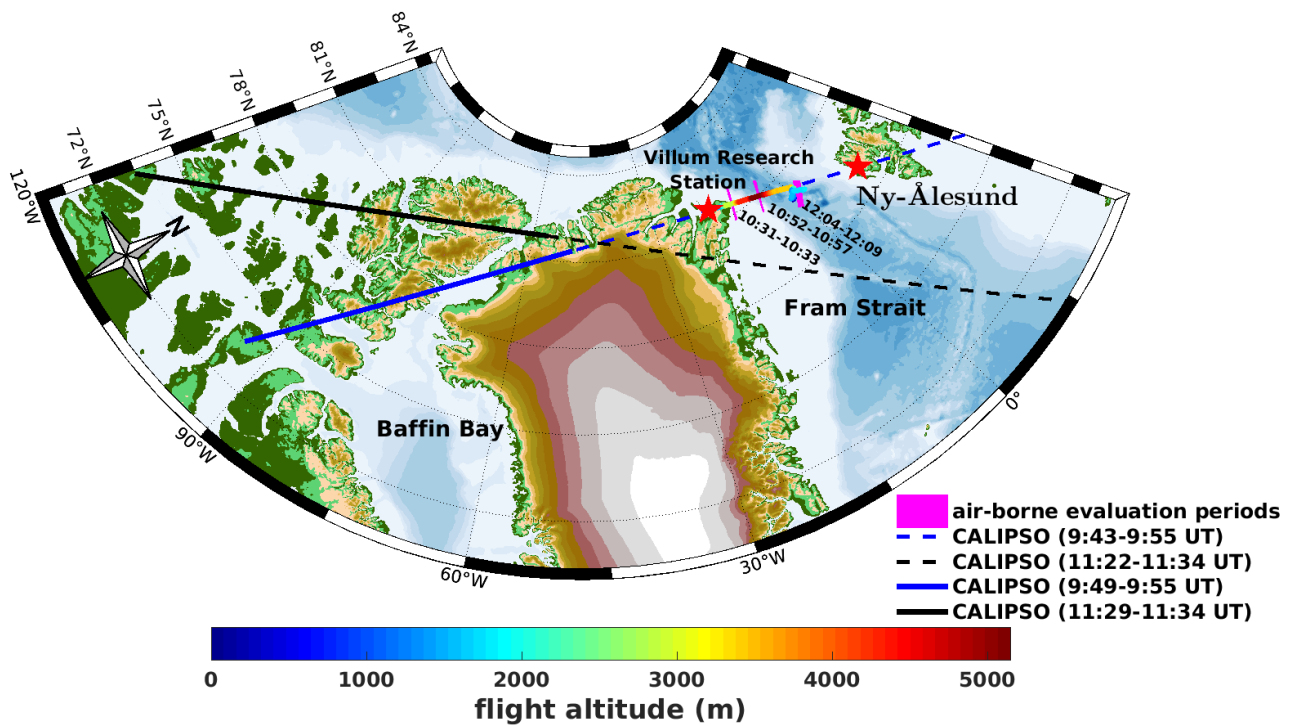 84°N
81°N
78°N
75°N
72°N
120°W
N
Villum Research
Station
Ny-Ålesund
12:04-12:09
10:52-10:57
10:31-10:33
Fram Strait
0°
Baffin Bay
90°W
60°W
30°W
air-borne evaluation periods
CALIPSO (9:43-9:55 UT)
CALIPSO (11:22-11:34 UT)
CALIPSO (9:49-9:55 UT)
CALIPSO (11:29-11:34 UT)
0 1000 2000 3000 4000 5000
flight altitude (m)